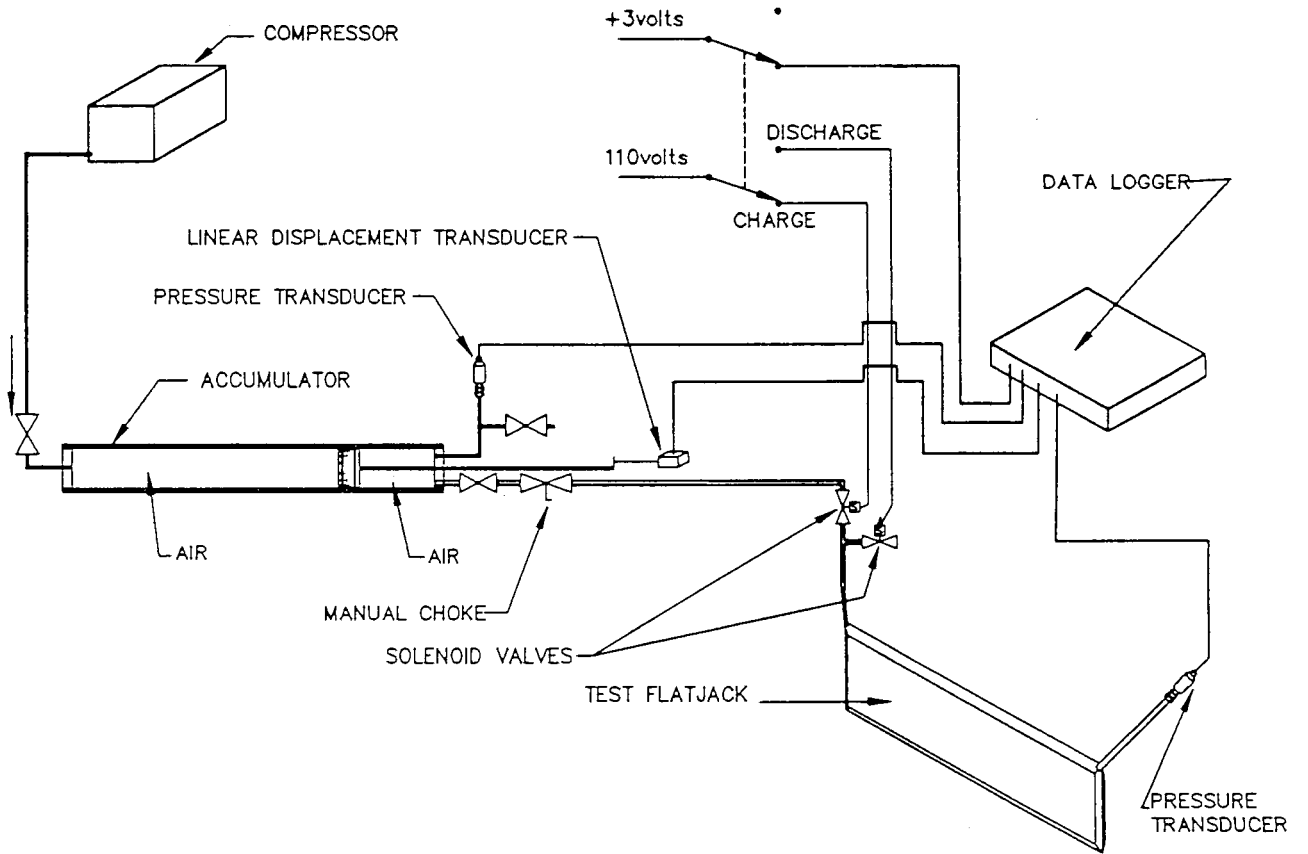 +3volts
COMPRESSOR
DISCHARGE
110volts
DATA LOGGER
CHARGE
LINEAR DISPLACEMENT TRANSDUCER
PRESSURE TRANSDUCER
ACCUMULATOR
AIR
AIR
MANUAL CHOKE
SOLENOID VALVES
TEST FLATJACK
PRESSURE
TRANSDUCER